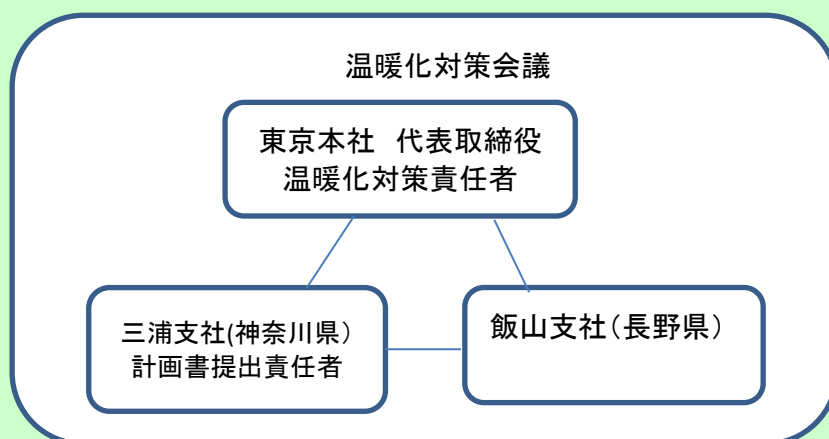 温暖化対策会議
東京本社　代表取締役
温暖化対策責任者
三浦支社(神奈川県）
計画書提出責任者
飯山支社（長野県）